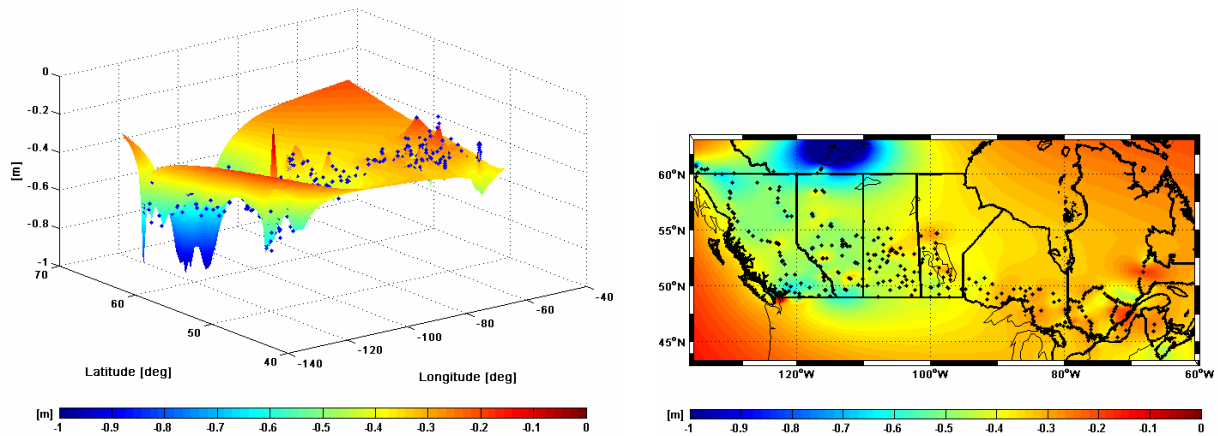 0
-0.2
-0.4
[m]
-0.6
-0.8
-1
70
60
50
40
-140
-120
-100
-80
-60
-40
Latitude [deg]
Longitude [deg]
[m]
-1 -0.9 -0.8 -0.7 -0.6 -0.5 -0.4 -0.3 -0.2 -0.1 0
60°N
55°N
50°N
45°N
120°W 100°W 80°W 60°W
[m]
-1 -0.9 -0.8 -0.7 -0.6 -0.5 -0.4 -0.3 -0.2 -0.1 0